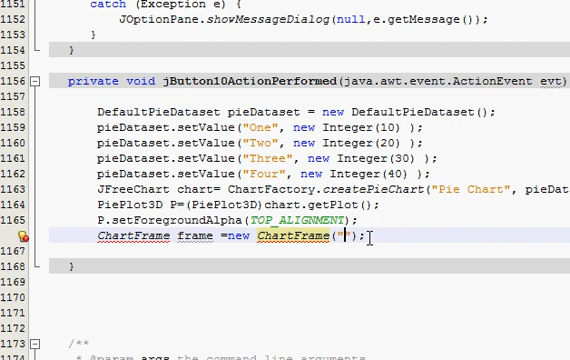 1151 catch (Exception e) {
1152 JOptionPane.showMessageDialog(null,e.getMessage());
1153 }
1154 }
1155
1156 private void jButton10ActionPerformed(java.awt.event.ActionEvent evt)
1157
1158 DefaultPieDataset pieDataset = new DefaultPieDataset();
1159 pieDataset.setValue("One", new Integer(10) );
1160 pieDataset.setValue("Two", new Integer(20) );
1161 pieDataset.setValue("Three", new Integer(30) );
1162 pieDataset.setValue("Four", new Integer(40) );
1163 JFreeChart chart= ChartFactory.createPieChart("Pie Chart", pieDat
1164 PiePlot3D P=(PiePlot3D)chart.getPlot();
1165 P.setForegroundAlpha(TOP_ALIGNMENT);
ChartFrame frame =new ChartFrame("");
1167
1168 }
1169
1170
1171
1172
1173 /**
1174 * @param args the command line arguments